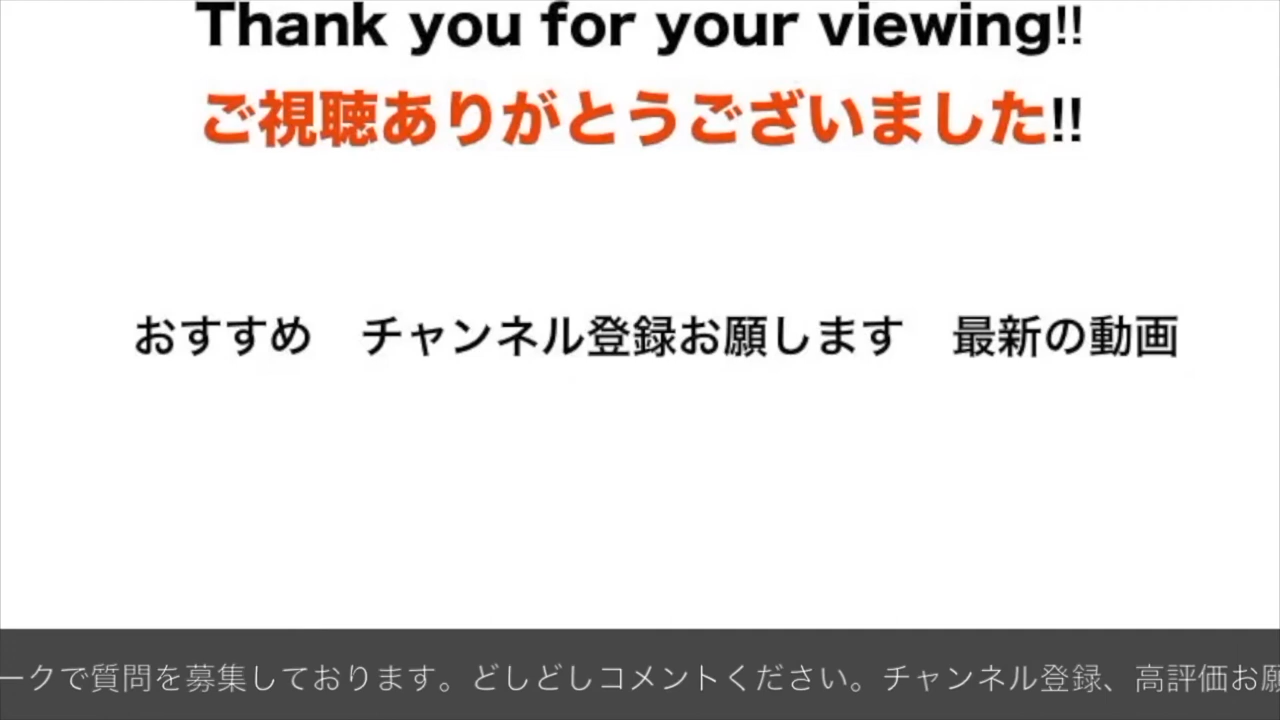 Thank you for your viewing!!
ご視聴ありがとうございました!!
おすすめ　チャンネル登録お願します　最新の動画
ークで質問を募集しております。どしどしコメントください。チャンネル登録、高評価お願